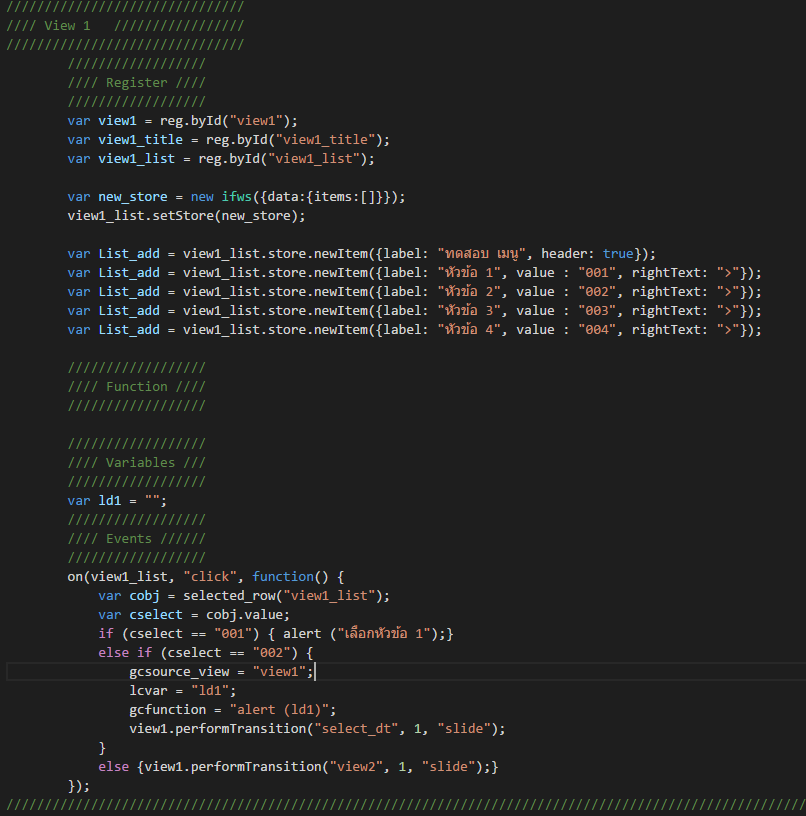 ///////////////////////////////
//// View 1   /////////////////
///////////////////////////////
//////////////////
//// Register ////
//////////////////
var view1 = reg.byId("view1");
var view1_title = reg.byId("view1_title");
var view1_list = reg.byId("view1_list");
var new_store = new ifws({data:{items:[]}});
view1_list.setStore(new_store);
var List_add = view1_list.store.newItem({label: "ทดสอบ เมนู", header: true});
var List_add = view1_list.store.newItem({label: "หัวข้อ 1", value : "001", rightText: ">"});
var List_add = view1_list.store.newItem({label: "หัวข้อ 2", value : "002", rightText: ">"});
var List_add = view1_list.store.newItem({label: "หัวข้อ 3", value : "003", rightText: ">"});
var List_add = view1_list.store.newItem({label: "หัวข้อ 4", value : "004", rightText: ">"});
//////////////////
//// Function ////
//////////////////
//////////////////
//// Variables ///
//////////////////
var ld1 = "";
//////////////////
//// Events //////
//////////////////
on(view1_list, "click", function() {
var cobj = selected_row("view1_list");
var cselect = cobj.value;
if (cselect == "001") { alert ("เลือกหัวข้อ 1");}
else if (cselect == "002") {
gcsource_view = "view1";
lcvar = "ld1";
gcfunction = "alert (ld1)";
view1.performTransition("select_dt", 1, "slide");
}
else {view1.performTransition("view2", 1, "slide");}
});
////////////////////////////////////////////////////////////////////////////////////////////////////////